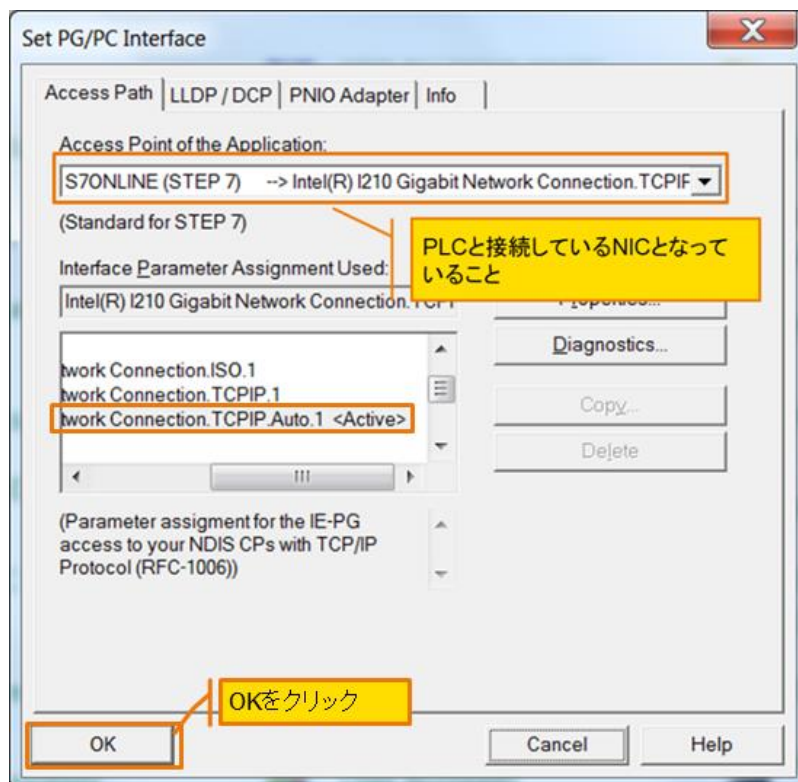 Set PG/PC Interface
Access Path LLDP / DCP PNIO Adapter Info
Access Point of the Application:
S7ONLINE (STEP 7) --> Intel(R) I210 Gigabit Network Connection.TCPIF
(Standard for STEP 7)
PLCと接続しているNICとなって
いること
Interface Parameter Assignment Used:
Intel(R) I210 Gigabit Network Connection.
Diagnostics...
twork Connection.ISO.1
twork Connection.TCPIP.1
twork Connection.TCPIP.Auto.1 <Active>
Copy...
Delete
(Parameter assigment for the IE-PG
access to your NDIS CPs with TCP/IP
Protocol (RFC-1006))
OKをクリック
OK Cancel Help